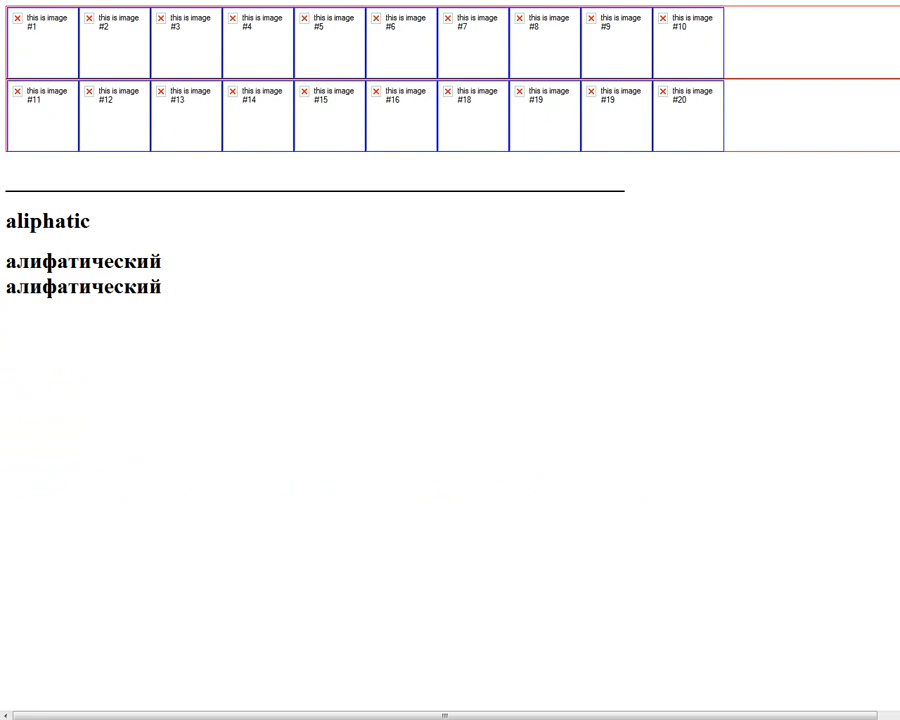 this is image this is image this is image this is image this is image this is image this is image this is image this is image this is image
#1 #2 #3 #4 #5 #6 #7 #8 #9 #10
this is image this is image this is image this is image this is image this is image this is image this is image this is image this is image
#11 #12 #13 #14 #15 #16 #18 #19 #19 #20
aliphatic
алифатический
алифатический